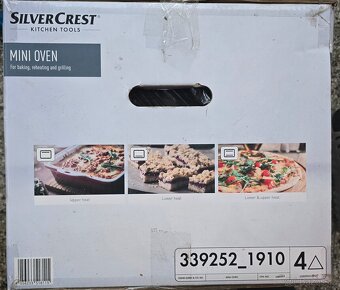 SILVERCREST
KITCHEN TOOLS
MINI OVEN
For baking, reheating and grilling
Upper heat
Lower heat
Lower & upper heat
339252_1910
4